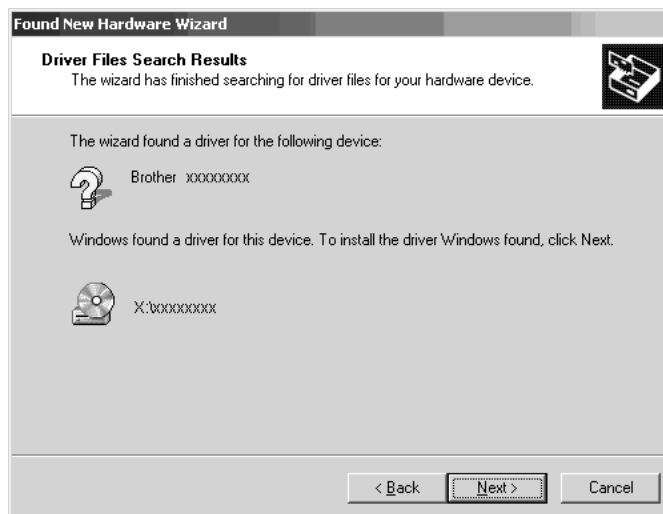 Found New Hardware Wizard
Driver Files Search Results
The wizard has finished searching for driver files for your hardware device.
The wizard found a driver for the following device:
Brother xxxxxxxx
Windows found a driver for this device. To install the driver Windows found, click Next.
X:\xxxxxxxx
< Back Next > Cancel